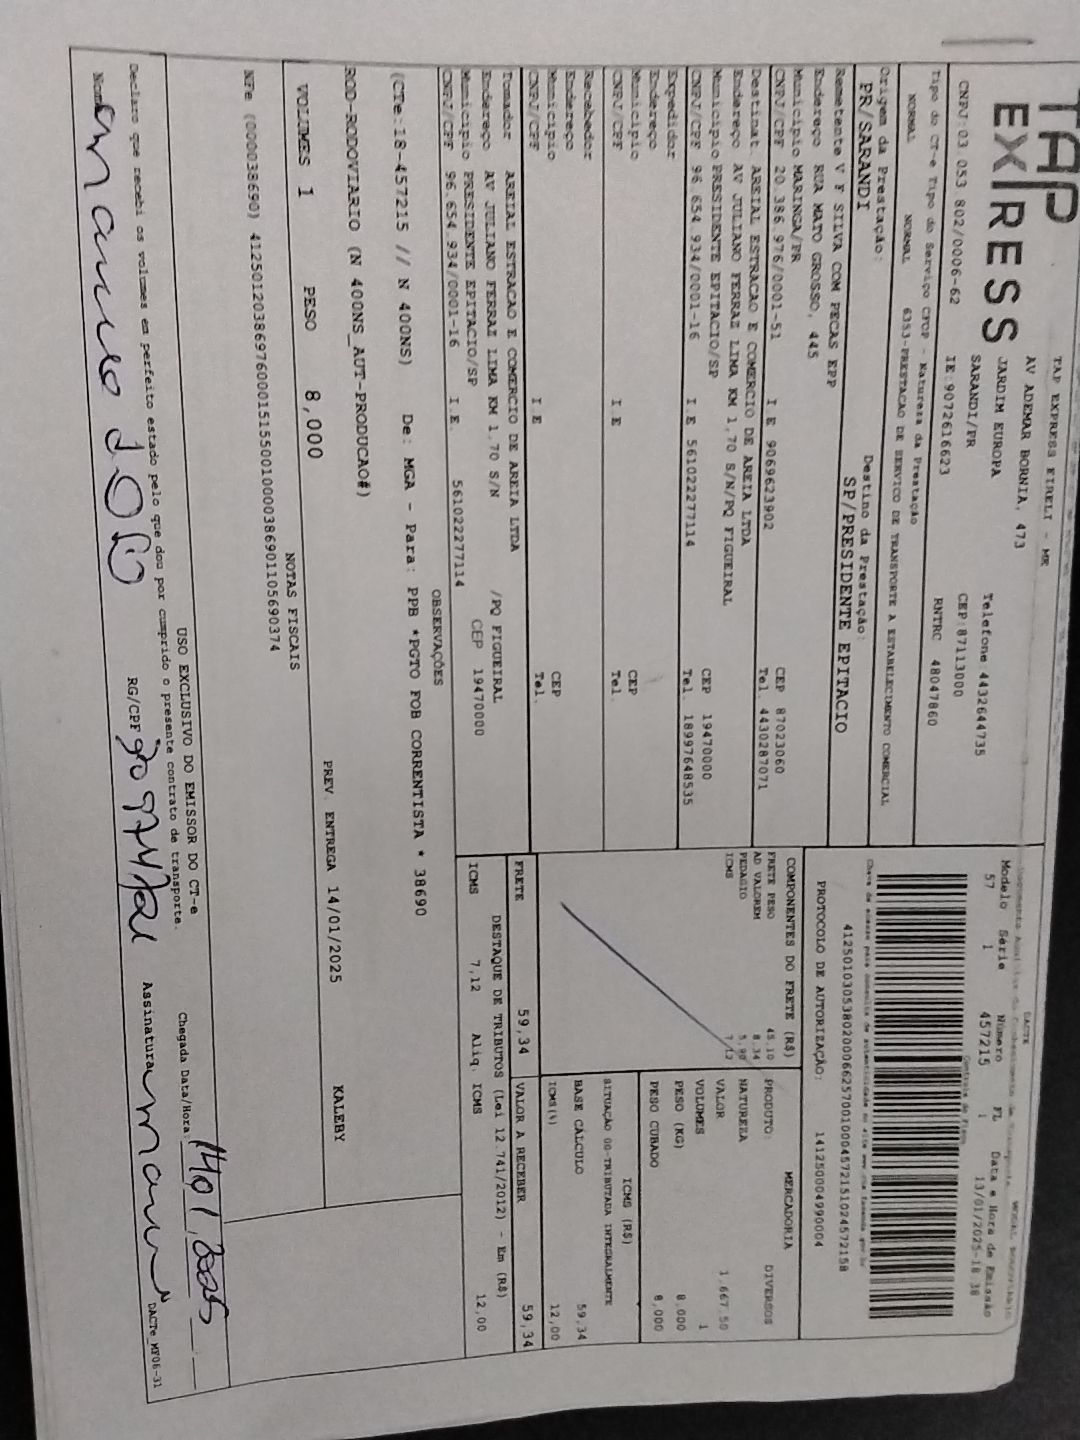 TAP
EXPRESS
TAP EXPRESS EIRELI - ME
AV ADEMAR BORNIA, 473
JARDIM EUROPA
SARANDI/PR
Telefone: 4432644735
CEP:87113000
CNPJ:03 053 802/0006-62
IE:9072616623
RNTRC 48047860
Tipo do CT-e Tipo do Serviço CFOP - Natureza da Prestação
NORMAL NORMAL 6353-PRESTACAO DE SERVICO DE TRANSPORTE A ESTABELECIMENTO COMERCIAL
Origem da Prestação: Destino da Prestação:
PR/SARANDI SP/PRESIDENTE EPITACIO
Remetente V F SILVA COM PECAS EPP
Endereço RUA MATO GROSSO, 445
Município MARINGA/PR CEP 87023060
CNPJ/CPF 20.386.976/0001-51 I E 9069623902 Tel. 4430287071
Destinat. AREIAL ESTRACAO E COMERCIO DE AREIA LTDA
Endereço AV JULIANO FERRAZ LIMA KM 1,70 S/N/PQ FIGUEIRAL
Município PRESIDENTE EPITACIO/SP CEP 19470000
CNPJ/CPF 96 654 934/0001-16 I.E 561022277114 Tel 18997648535
Expedidor
Endereço
Município CEP
CNPJ/CPF I.E Tel
Recebedor
Endereço
Município CEP
CNPJ/CPF I E Tel.
Tomador AREIAL ESTRACAO E COMERCIO DE AREIA LTDA
Endereço AV JULIANO FERRAZ LIMA KM 1,70 S/N /PQ FIGUEIRAL
Município PRESIDENTE EPITACIO/SP CEP 19470000
CNPJ/CPF 96.654.934/0001-16 I.E. 561022277114
OBSERVAÇÕES
(CTe:18-457215 // N 400NS) De: MGA - Para: PPB *PGTO FOB CORRENTISTA * 38690
ROD-RODOVIARIO (N 400NS_AUT-PRODUCAO#)
VOLUMES 1 PESO 8,000 PREV. ENTREGA 14/01/2025 KALEBY
NOTAS FISCAIS
NFe (000038690) 41250120386976000151550010000386901105690374
DACTE
Modelo Série Número FL Data e Hora de Emissão
57 1 457215 1 13/01/2025-18 38
Controle do Fisco
41250103053802000662570010004572151024572158
PROTOCOLO DE AUTORIZAÇÃO: 141250004990004
COMPONENTES DO FRETE (R$)
FRETE PESO 45,10
AD VALOREM 8,34
PEDAGIO
ICMS 7,12
MERCADORIA
PRODUTO: DIVERSOS
NATUREZA
VALOR 1.667,50
VOLUMES 1
PESO (KG) 8,000
PESO CUBADO 8,000
ICMS (R$)
SITUAÇÃO 00-TRIBUTADA INTEGRALMENTE
BASE CÁLCULO 59,34
ICMS(%) 12,00
FRETE 59,34 VALOR A RECEBER 59,34
DESTAQUE DE TRIBUTOS (Lei 12.741/2012) - Em (R$)
ICMS 7,12 Aliq. ICMS 12,00
USO EXCLUSIVO DO EMISSOR DO CT-e
Declaro que recebi os volumes em perfeito estado pelo que dou por cumprido o presente contrato de transporte.
Chegada Data/Hora:
Nome RG/CPF Assinatura
DACTe_MF06-31